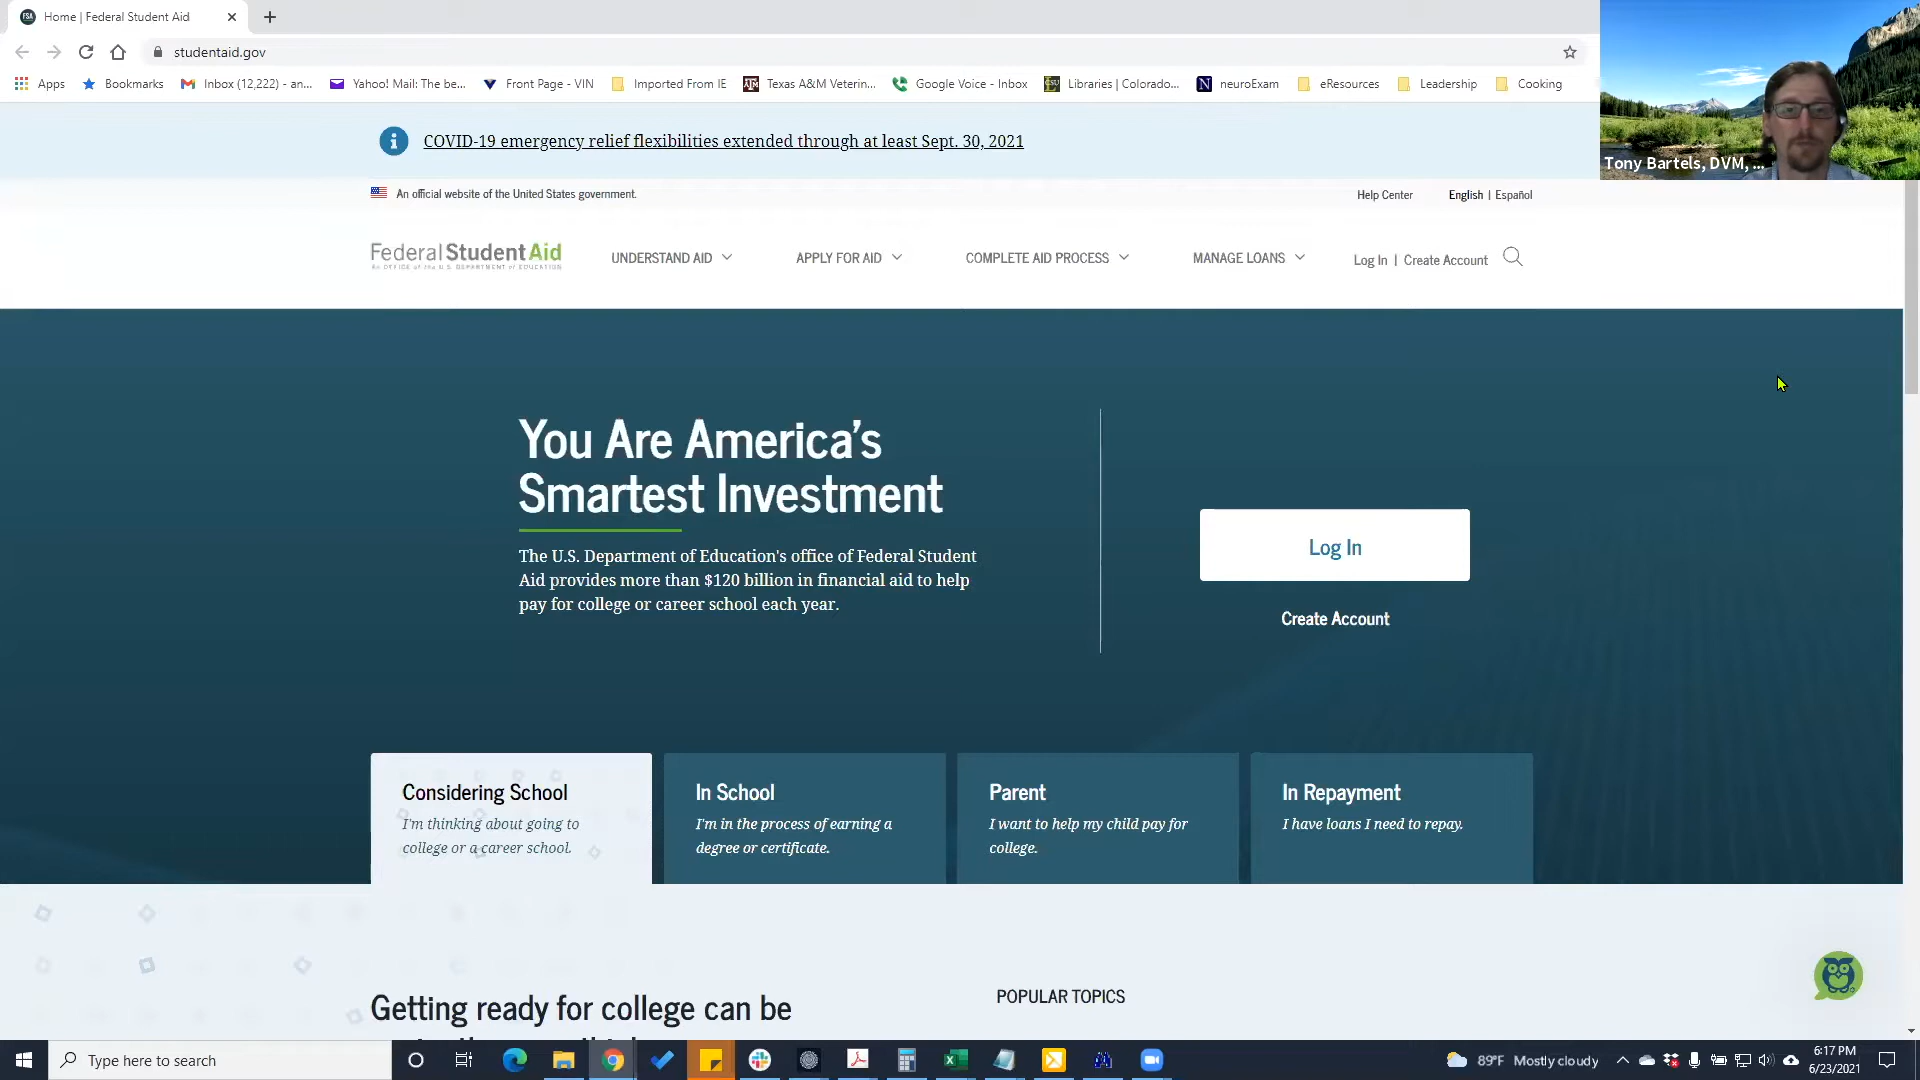 Home | Federal Student Aid
studentaid.gov
Apps Bookmarks Inbox (12,222) - an... Yahoo! Mail: The be... Front Page - VIN Imported From IE Texas A&M Veterin... Google Voice - Inbox Libraries | Colorado... neuroExam eResources Leadership Cooking
Tony Bartels, DVM, ...
COVID-19 emergency relief flexibilities extended through at least Sept. 30, 2021
An official website of the United States government.
Help Center English | Español
Federal Student Aid
An OFFICE of the U.S. DEPARTMENT of EDUCATION
UNDERSTAND AID APPLY FOR AID COMPLETE AID PROCESS MANAGE LOANS Log In | Create Account
You Are America's
Smartest Investment
The U.S. Department of Education's office of Federal Student
Aid provides more than $120 billion in financial aid to help
pay for college or career school each year.
Log In
Create Account
Considering School
I'm thinking about going to
college or a career school.
In School
I'm in the process of earning a
degree or certificate.
Parent
I want to help my child pay for
college.
In Repayment
I have loans I need to repay.
Getting ready for college can be
POPULAR TOPICS
Type here to search
89°F Mostly cloudy
6:17 PM
6/23/2021